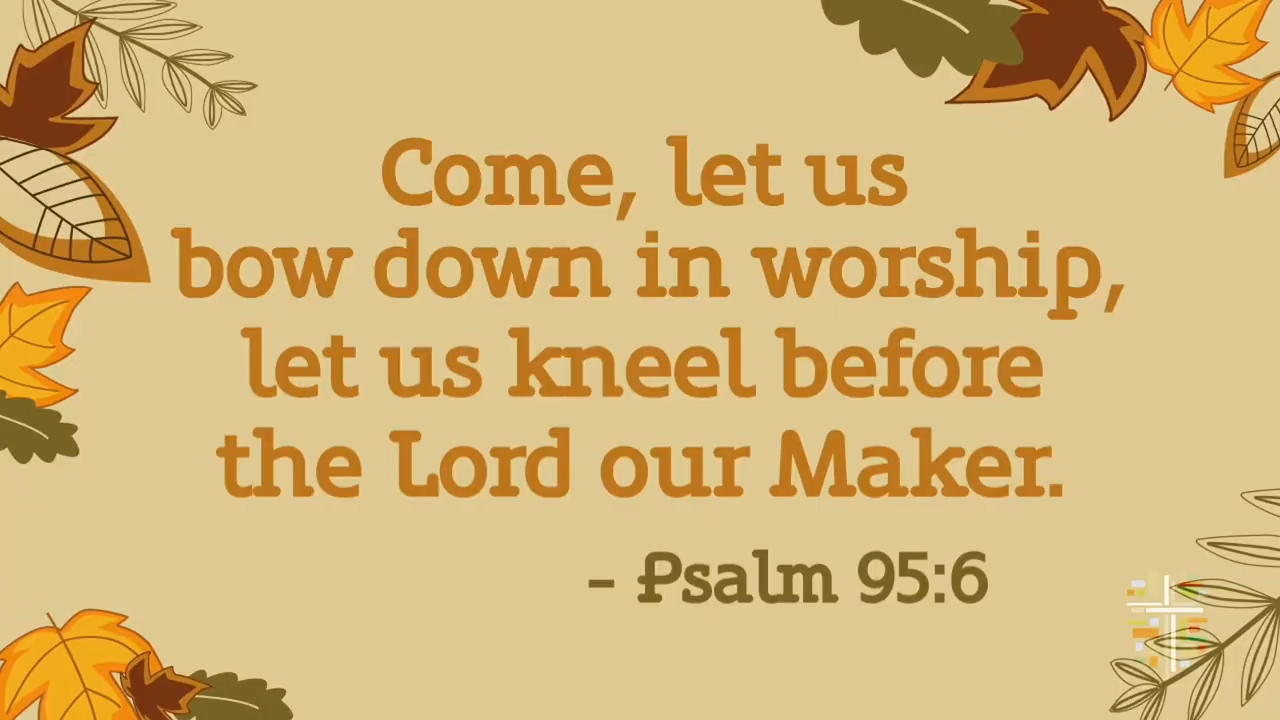 Come, let us
bow down in worship,
let us kneel before
the Lord our Maker.
- Psalm 95:6